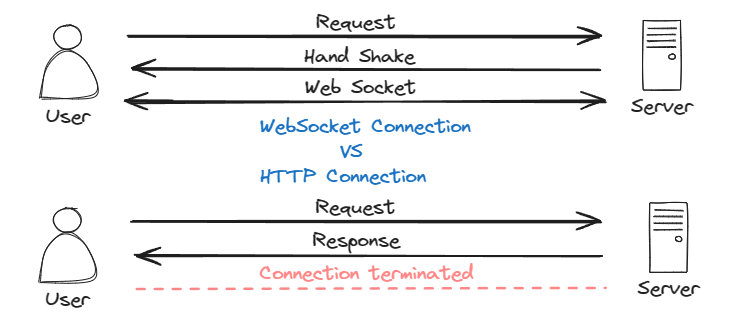 Request
Hand Shake
Web Socket
User
Server
WebSocket Connection
VS
HTTP Connection
Request
Response
Connection terminated
User
Server